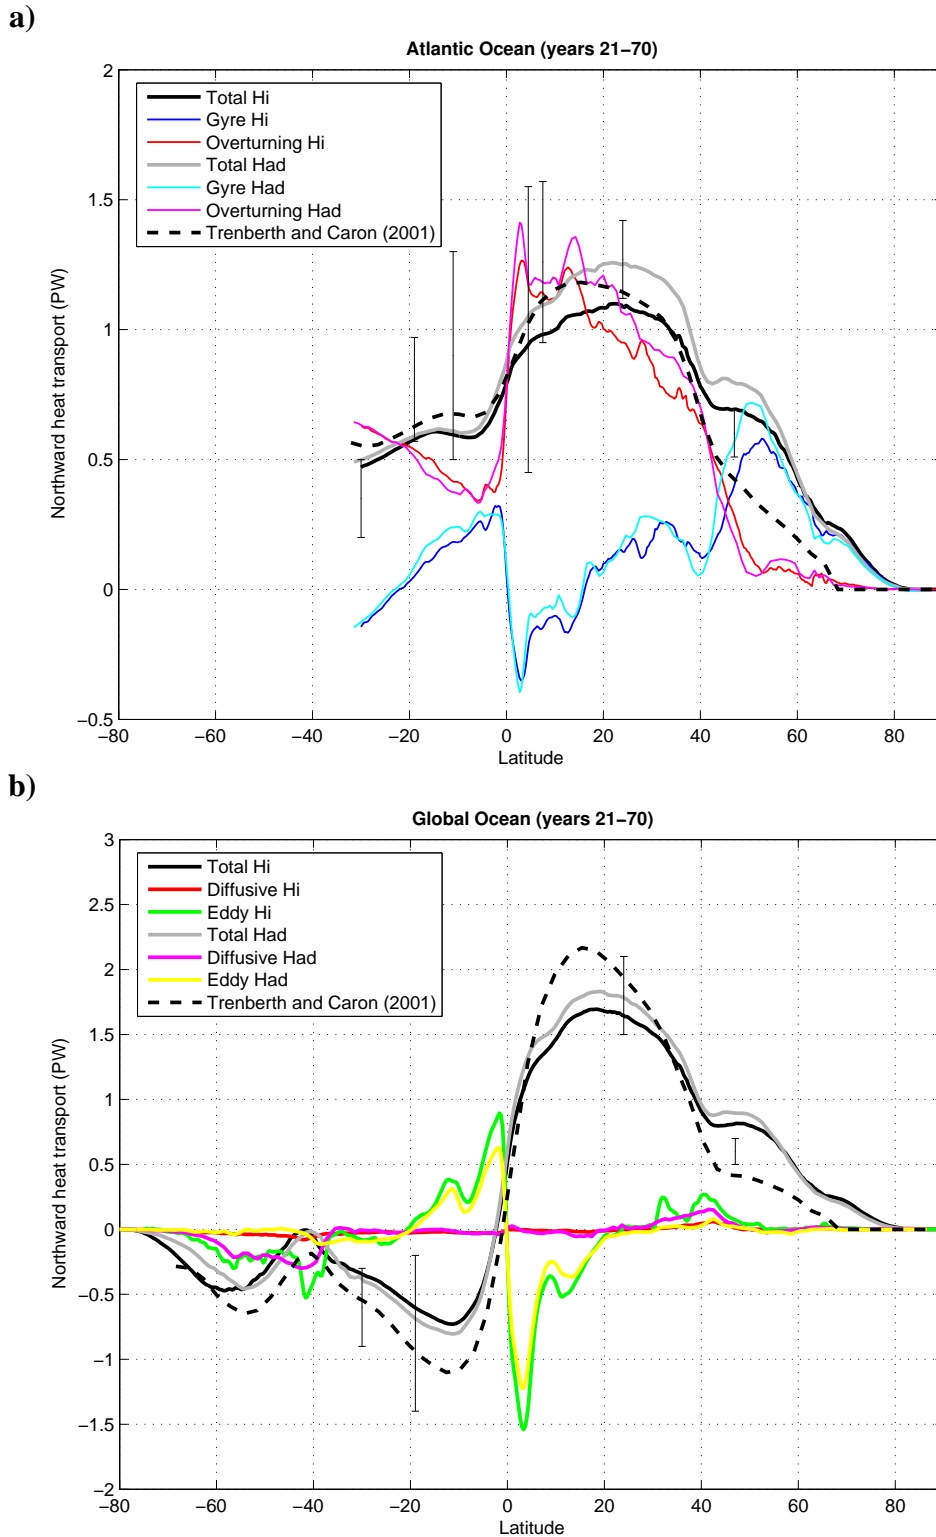 a)
Atlantic Ocean (years 21−70)
2
1.5
1
0.5
0
−0.5
Northward heat transport (PW)
Total Hi
Gyre Hi
Overturning Hi
Total Had
Gyre Had
Overturning Had
Trenberth and Caron (2001)
−80 −60 −40 −20 0 20 40 60 80
Latitude
b)
Global Ocean (years 21−70)
3
2.5
2
1.5
1
0.5
0
−0.5
−1
−1.5
−2
Northward heat transport (PW)
Total Hi
Diffusive Hi
Eddy Hi
Total Had
Diffusive Had
Eddy Had
Trenberth and Caron (2001)
−80 −60 −40 −20 0 20 40 60 80
Latitude